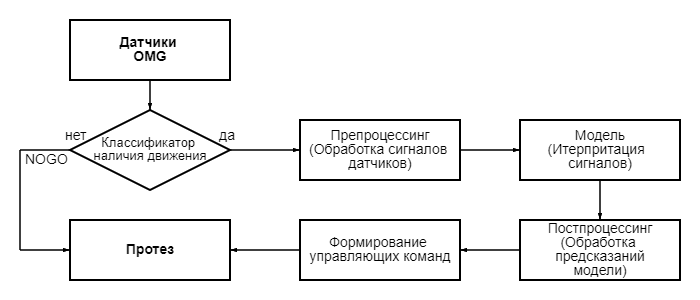 Датчики
OMG
нет
Классификатор
наличия движения
да
NOGO
Препроцессинг
(Обработка сигналов
датчиков)
Модель
(Итерпритация
сигналов)
Протез
Формирование
управляющих команд
Постпроцессинг
(Обработка
предсказаний
модели)